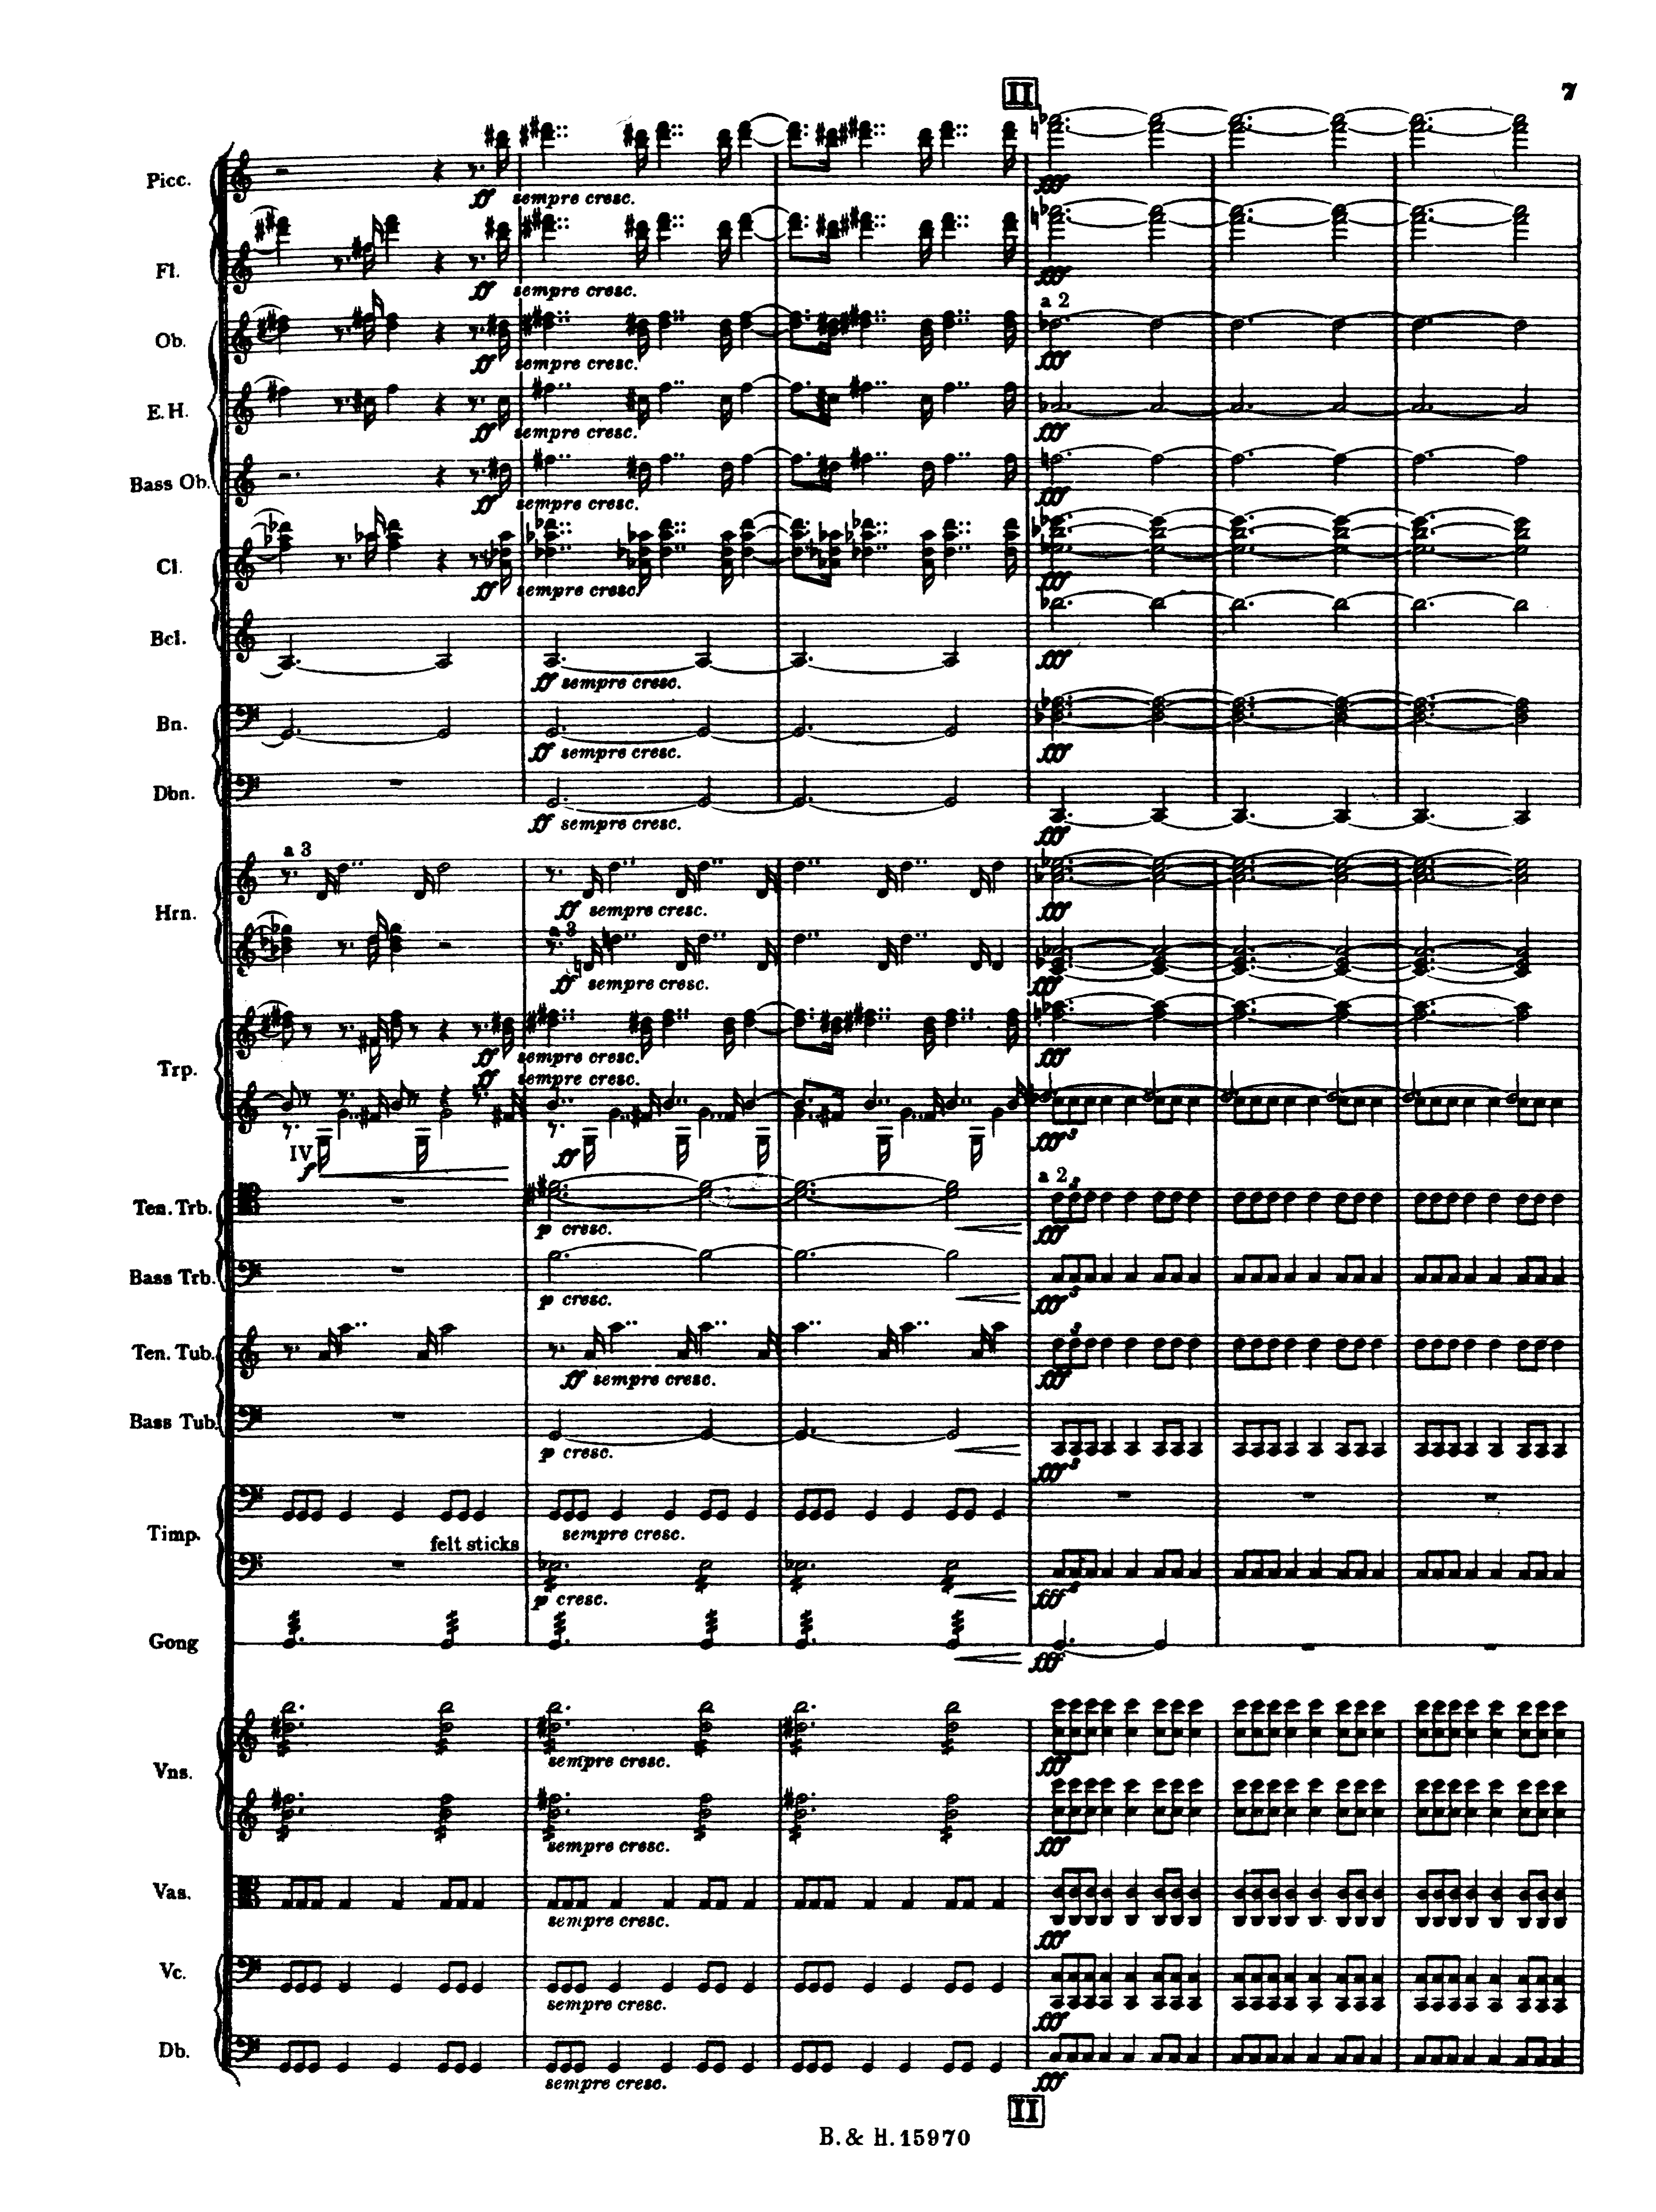 II
7
Picc.
ff sempre cresc.
fff
Fl.
ff sempre cresc.
fff
a 2
Ob.
ff sempre cresc.
fff
E.H.
ff sempre cresc.
fff
Bass Ob.
ff sempre cresc.
fff
Cl.
ff sempre cresc.
fff
Bcl.
ff sempre cresc.
fff
Bn.
ff sempre cresc.
fff
Dbn.
ff sempre cresc.
fff
a 3
Hrn.
ff sempre cresc.
fff
a 3
ff sempre cresc.
fff
Trp.
ff sempre cresc.
fff
ff sempre cresc.
IV
f
ff
fff 3
a 2
3
Ten. Trb.
p cresc.
fff
Bass Trb.
p cresc.
fff 3
Ten. Tub.
3
ff sempre cresc.
fff
Bass Tub.
p cresc.
fff 3
Timp.
sempre cresc.
felt sticks
p cresc.
fff 3
Gong
fff
Vns.
sempre cresc.
fff
sempre cresc.
fff
Vas.
sempre cresc.
fff
Vc.
sempre cresc.
fff
Db.
sempre cresc.
fff
II
B. & H. 15970